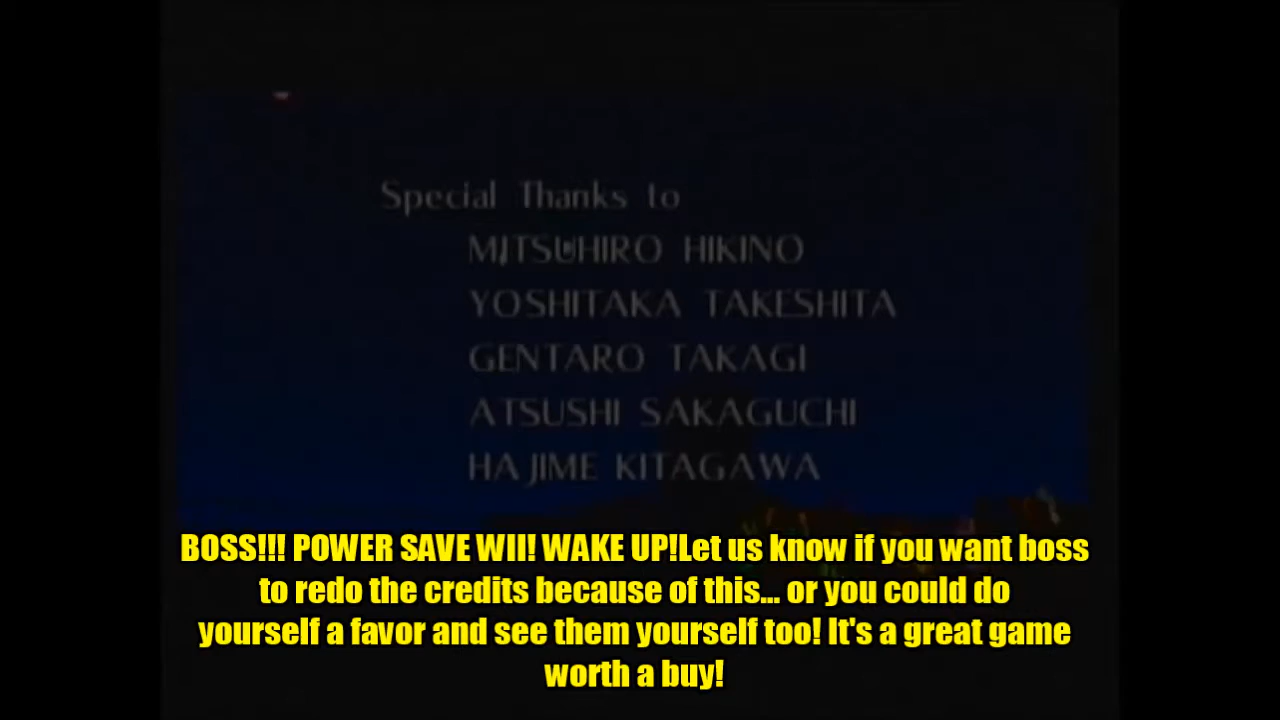 Special Thanks to
MITSUHIRO HIKINO
YOSHITAKA TAKESHITA
GENTARO TAKAGI
ATSUSHI SAKAGUCHI
HAJIME KITAGAWA
BOSS!!! POWER SAVE WII! WAKE UP!Let us know if you want boss
to redo the credits because of this... or you could do
yourself a favor and see them yourself too! It's a great game
worth a buy!